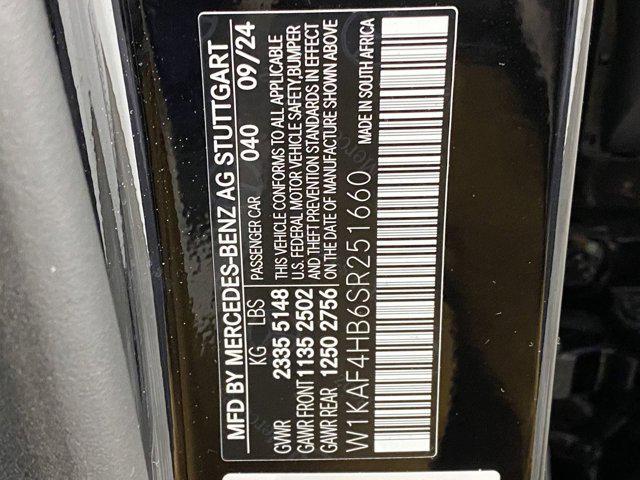 MFD BY MERCEDES-BENZ AG STUTTGART
KG LBS PASSENGER CAR 040 09/24
GVWR 2335 5148 THIS VEHICLE CONFORMS TO ALL APPLICABLE
GAWR FRONT 1135 2502 U.S. FEDERAL MOTOR VEHICLE SAFETY,BUMPER
GAWR REAR 1250 2756 AND THEFT PREVENTION STANDARDS IN EFFECT
ON THE DATE OF MANUFACTURE SHOWN ABOVE
W1KAF4HB6SR251660 MADE IN SOUTH AFRICA